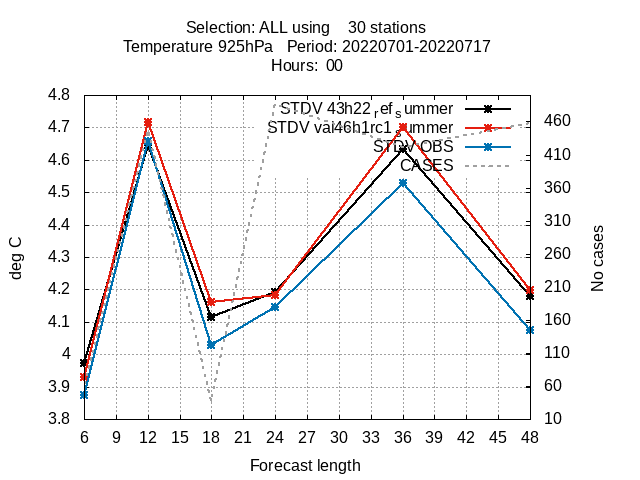 Selection: ALL using 30 stations
Temperature 925hPa Period: 20220701-20220717
Hours: 00
STDV 43h22_ref_summer
STDV val46h1rc1_summer
STDV OBS
CASES
deg C
4.8
4.7
4.6
4.5
4.4
4.3
4.2
4.1
4
3.9
3.8
No cases
460
410
360
310
260
210
160
110
60
10
6 9 12 15 18 21 24 27 30 33 36 39 42 45 48
Forecast length